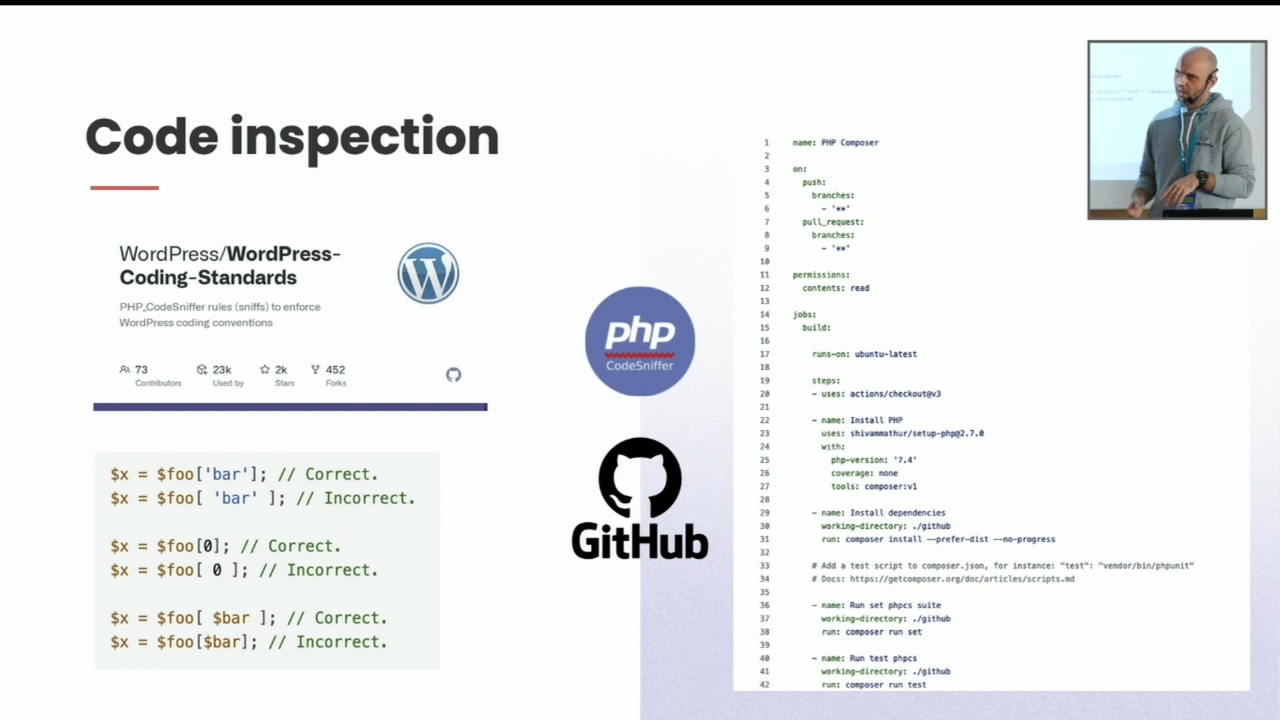 Code inspection
WordPress/WordPress-
Coding-Standards
PHP_CodeSniffer rules (sniffs) to enforce
WordPress coding conventions
73
Contributors
23k
Used by
2k
Stars
452
Forks
$x = $foo['bar']; // Correct.
$x = $foo[ 'bar' ]; // Incorrect.
$x = $foo[0]; // Correct.
$x = $foo[ 0 ]; // Incorrect.
$x = $foo[ $bar ]; // Correct.
$x = $foo[$bar]; // Incorrect.
php
CodeSniffer
GitHub
1 name: PHP Composer
2
3 on:
4 push:
5 branches:
6 - '**'
7 pull_request:
8 branches:
9 - '**'
10
11 permissions:
12 contents: read
13
14 jobs:
15 build:
16
17 runs-on: ubuntu-latest
18
19 steps:
20 - uses: actions/checkout@v3
21
22 - name: Install PHP
23 uses: shivammathur/setup-php@2.7.0
24 with:
25 php-version: '7.4'
26 coverage: none
27 tools: composer:v1
28
29 - name: Install dependencies
30 working-directory: ./github
31 run: composer install --prefer-dist --no-progress
32
33 # Add a test script to composer.json, for instance: "test": "vendor/bin/phpunit"
34 # Docs: https://getcomposer.org/doc/articles/scripts.md
35
36 - name: Run set phpcs suite
37 working-directory: ./github
38 run: composer run set
39
40 - name: Run test phpcs
41 working-directory: ./github
42 run: composer run test